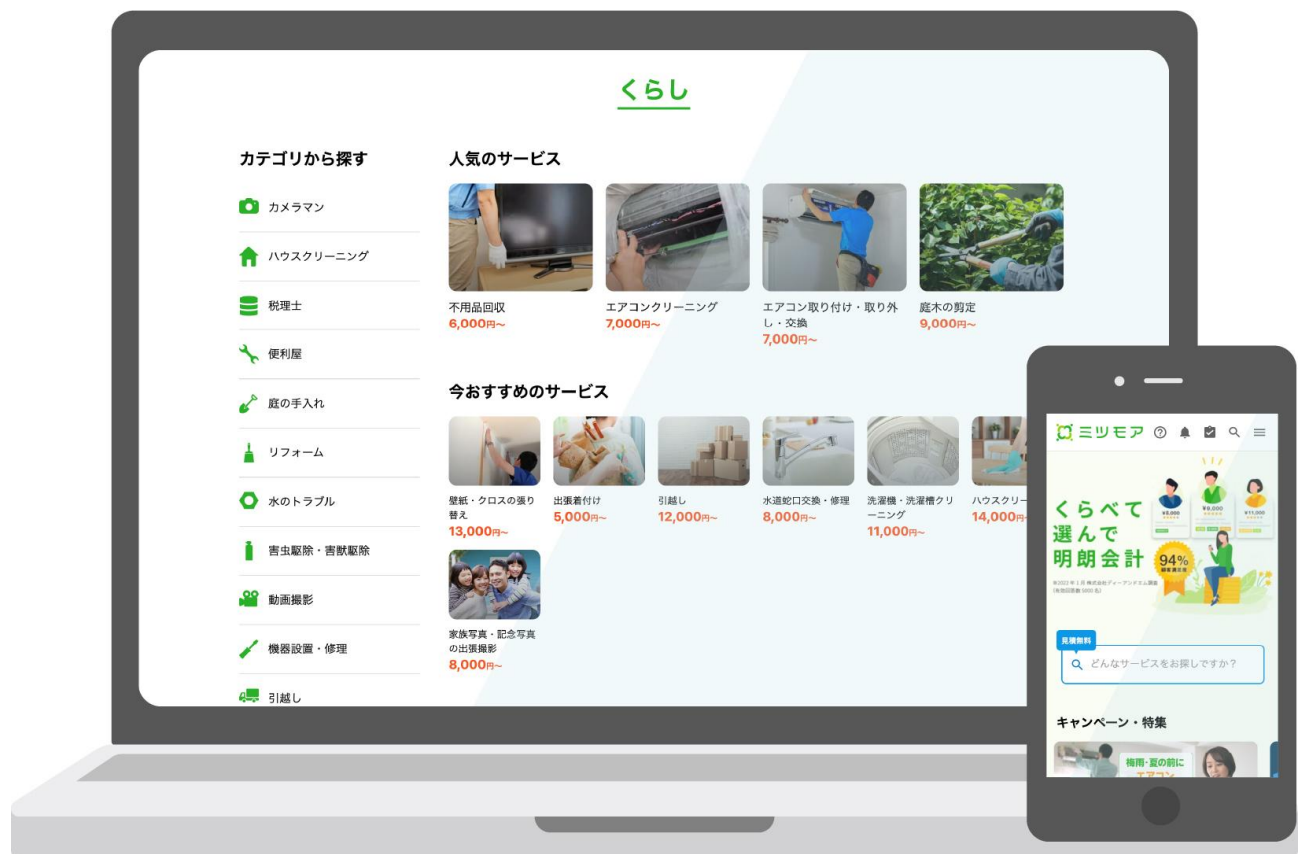 くらし
カテゴリから探す
カメラマン
ハウスクリーニング
税理士
便利屋
庭の手入れ
リフォーム
水のトラブル
害虫駆除・害獣駆除
動画撮影
機器設置・修理
引越し
人気のサービス
不用品回収
6,000円~
エアコンクリーニング
7,000円~
エアコン取り付け・取り外
し・交換
7,000円~
庭木の剪定
9,000円~
今おすすめのサービス
壁紙・クロスの張り
替え
13,000円~
出張着付け
5,000円~
引越し
12,000円~
水道蛇口交換・修理
8,000円~
洗濯機・洗濯槽クリ
ーニング
11,000円~
ハウスクリー
14,000円
家族写真・記念写真
の出張撮影
8,000円~
ミツモア
くらべて
選んで
明朗会計
¥8,000
¥11,000
94%
見積無料
どんなサービスをお探しですか？
キャンペーン・特集
梅雨・夏の前に
エアコン